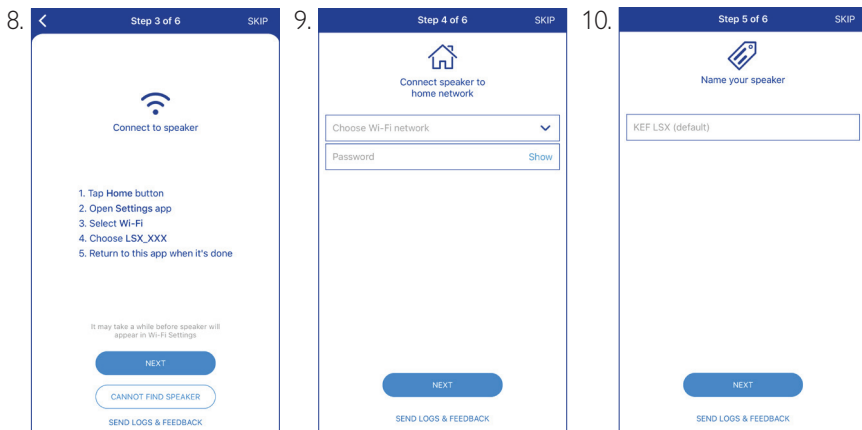 8.
Step 3 of 6 SKIP
Connect to speaker
1. Tap Home button
2. Open Settings app
3. Select Wi-Fi
4. Choose LSX_XXX
5. Return to this app when it's done
It may take a while before speaker will
appear in Wi-Fi Settings
NEXT
CANNOT FIND SPEAKER
SEND LOGS & FEEDBACK
9.
Step 4 of 6 SKIP
Connect speaker to
home network
Choose Wi-Fi network
Password Show
NEXT
SEND LOGS & FEEDBACK
10.
Step 5 of 6 SKIP
Name your speaker
KEF LSX (default)
NEXT
SEND LOGS & FEEDBACK